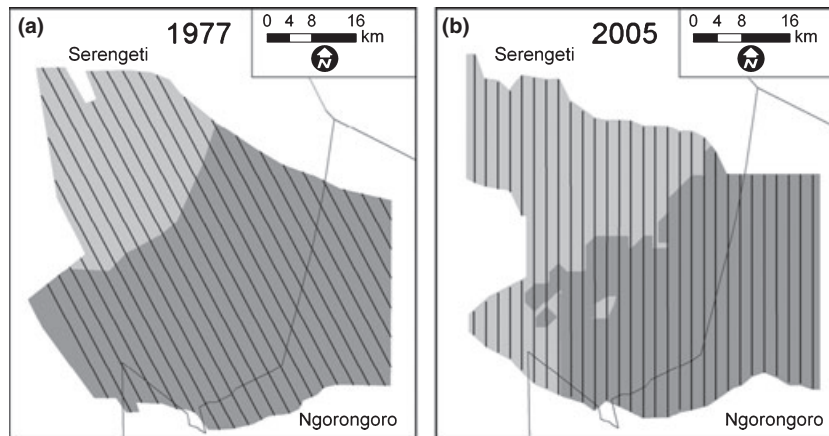 (a)
1977
0 4 8 16
km
N
Serengeti
Ngorongoro
(b)
2005
0 4 8 16
km
N
Serengeti
Ngorongoro